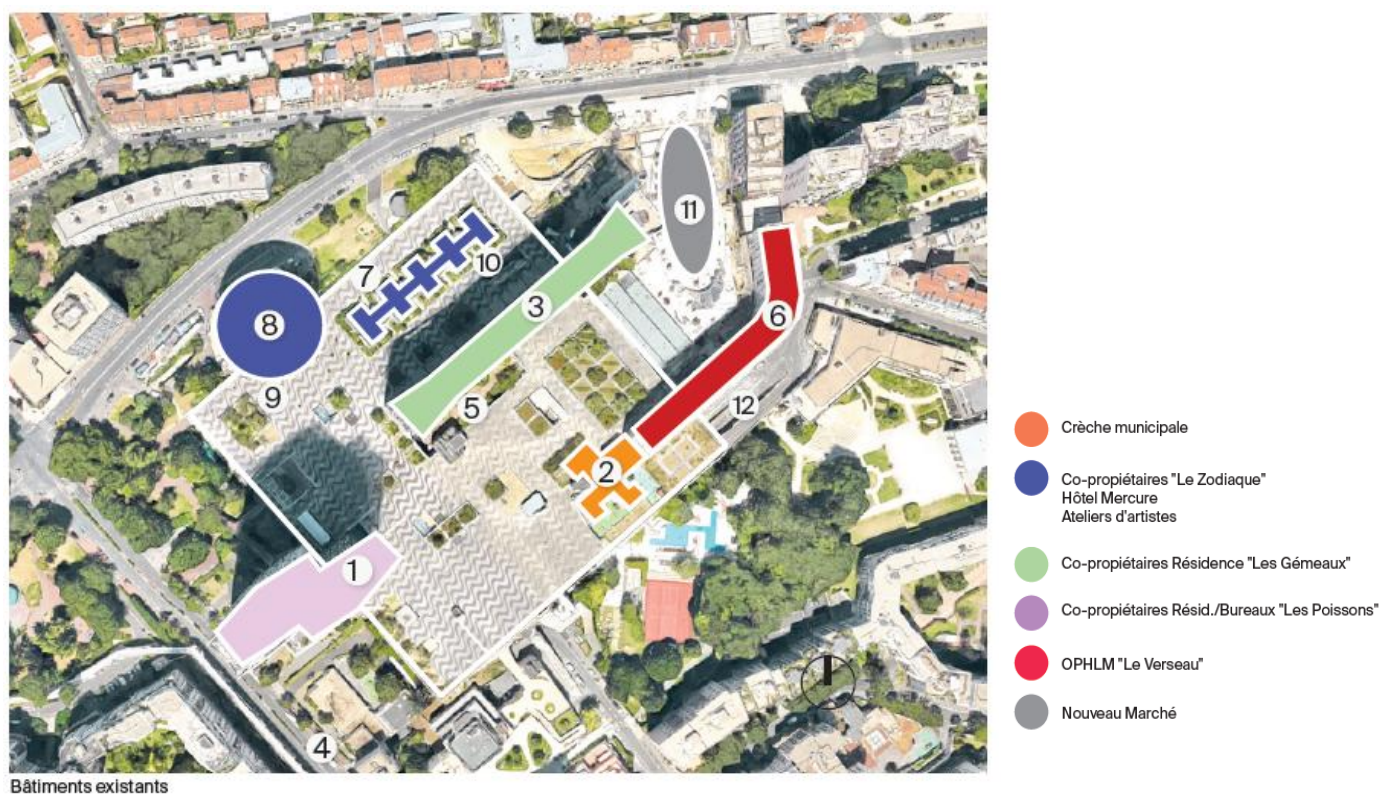 11
7
10
3
8
6
9
5
12
2
1
4
Crèche municipale
Co-propiétaires "Le Zodiaque"
Hôtel Mercure
Ateliers d'artistes
Co-propiétaires Résidence "Les Gémeaux"
Co-propiétaires Résid./Bureaux "Les Poissons"
OPHLM "Le Verseau"
Nouveau Marché
Bâtiments existants